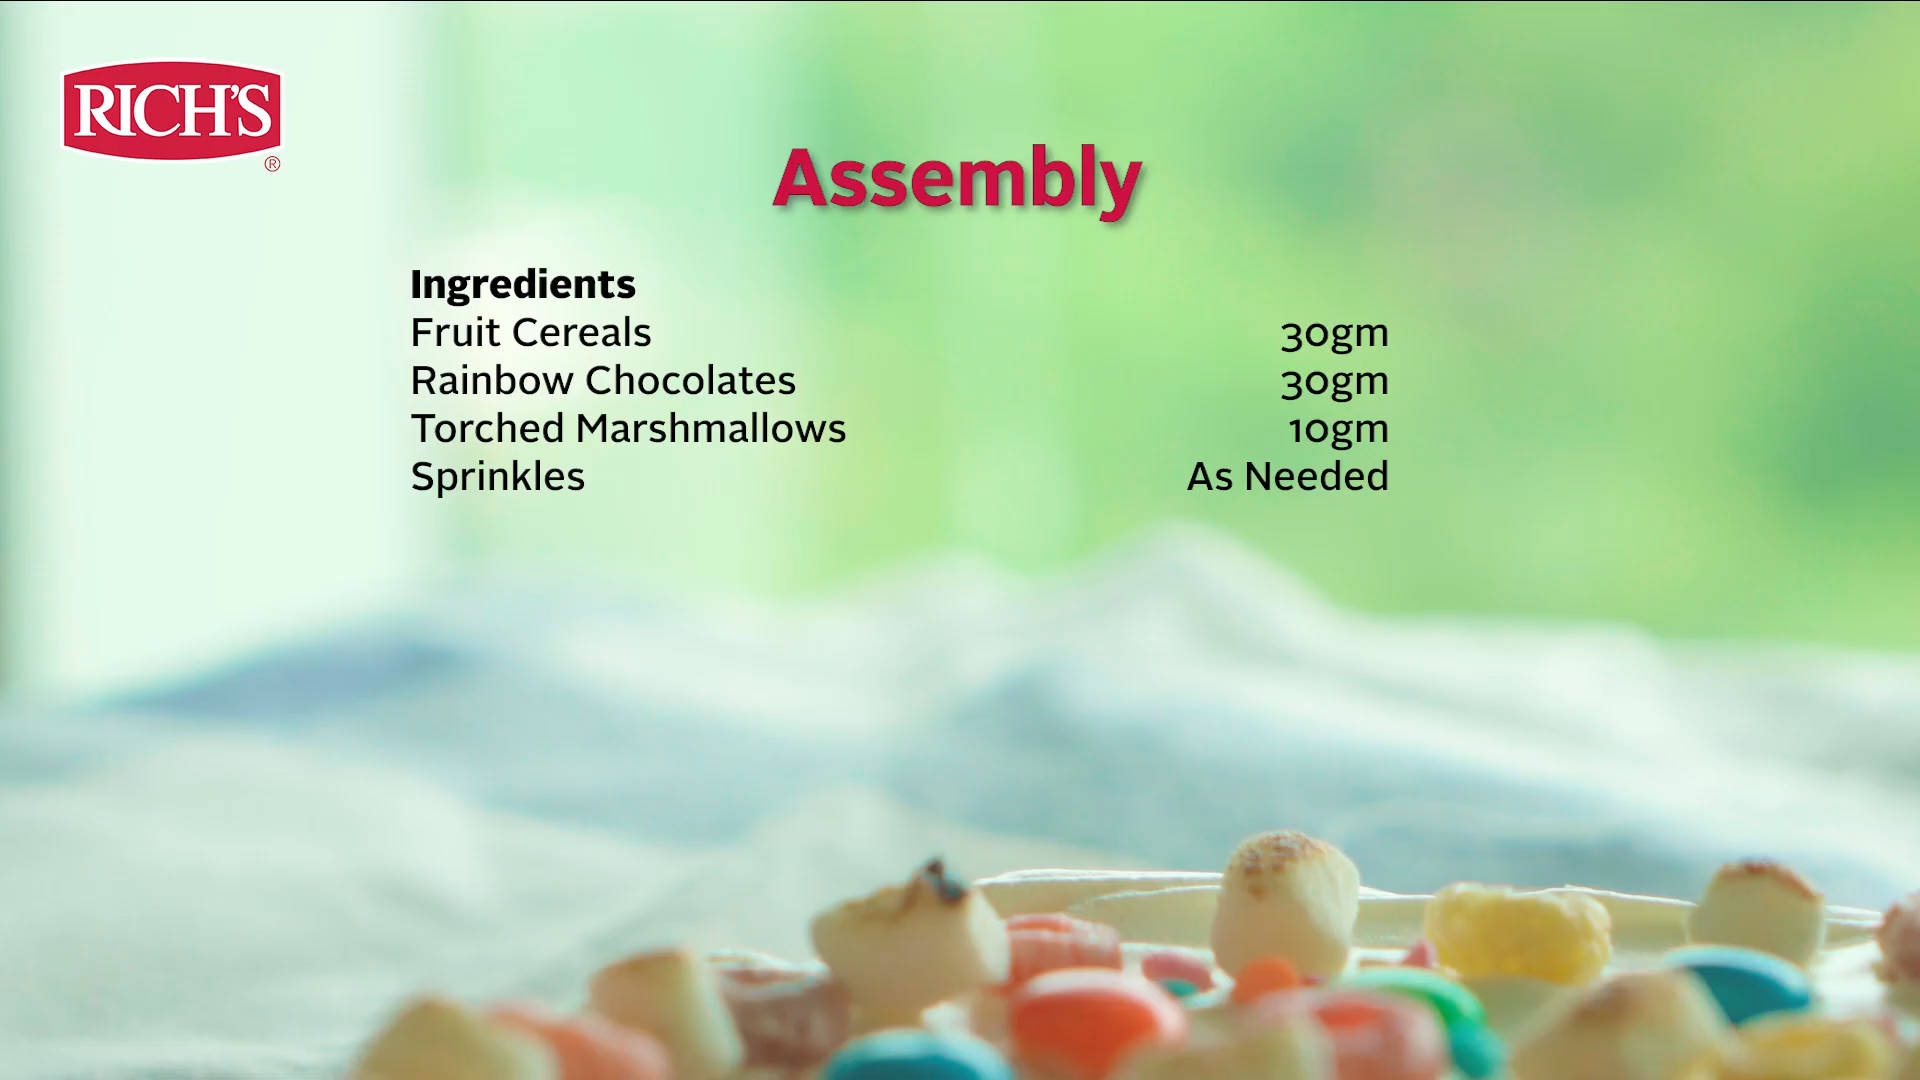 RICH'S
®
Assembly
Ingredients
Fruit Cereals 30gm
Rainbow Chocolates 30gm
Torched Marshmallows 10gm
Sprinkles As Needed